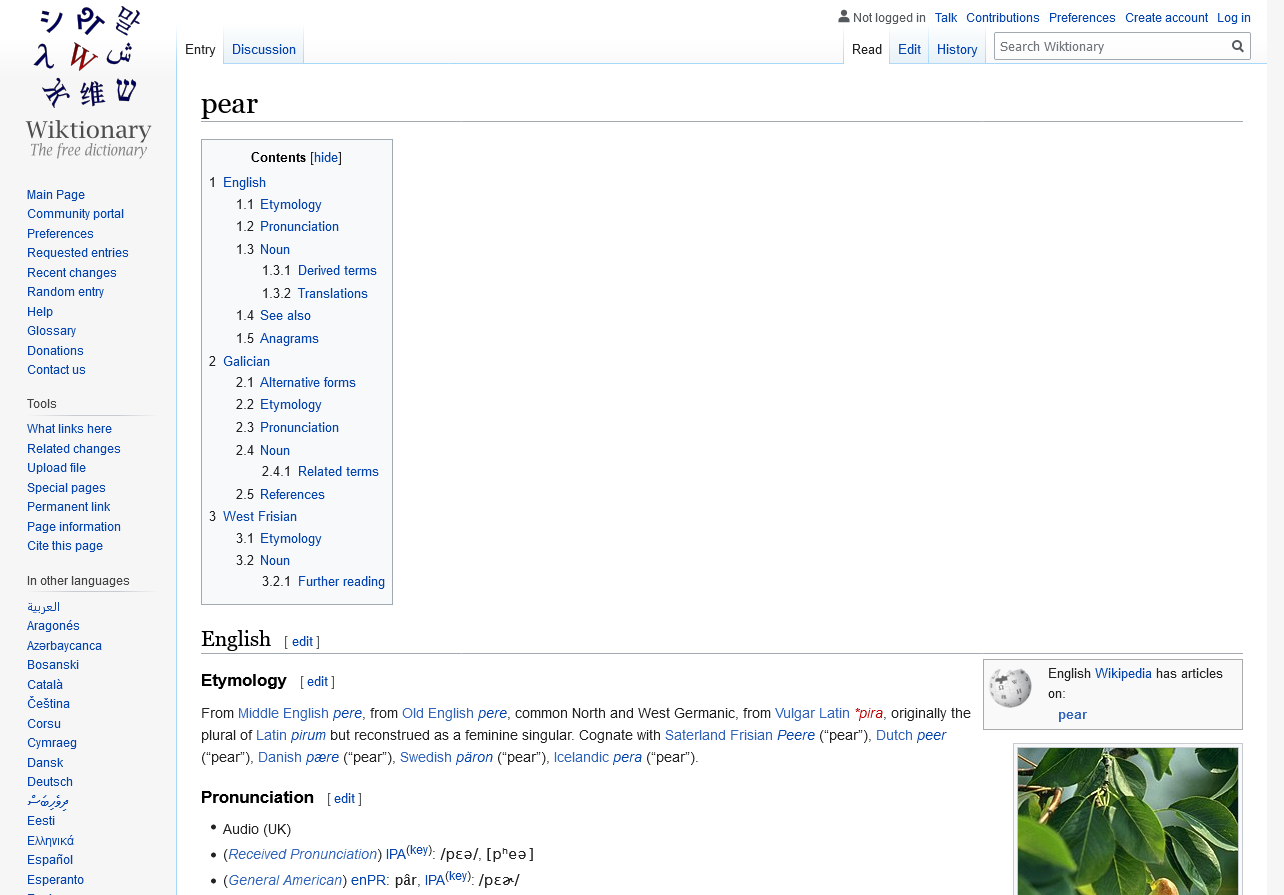 Not logged in Talk Contributions Preferences Create account Log in
Entry Discussion Read Edit History Search Wiktionary
シ 말
λ W ش
维 ש
Wiktionary
The free dictionary
Main Page
Community portal
Preferences
Requested entries
Recent changes
Random entry
Help
Glossary
Donations
Contact us
Tools
What links here
Related changes
Upload file
Special pages
Permanent link
Page information
Cite this page
In other languages
العربية
Aragonés
Azərbaycanca
Bosanski
Català
Čeština
Corsu
Cymraeg
Dansk
Deutsch
ދިވެހިބަސް
Eesti
Ελληνικά
Español
Esperanto
pear
Contents [hide]
1 English
1.1 Etymology
1.2 Pronunciation
1.3 Noun
1.3.1 Derived terms
1.3.2 Translations
1.4 See also
1.5 Anagrams
2 Galician
2.1 Alternative forms
2.2 Etymology
2.3 Pronunciation
2.4 Noun
2.4.1 Related terms
2.5 References
3 West Frisian
3.1 Etymology
3.2 Noun
3.2.1 Further reading
English [ edit ]
English Wikipedia has articles
on:
pear
Etymology [ edit ]
From Middle English pere, from Old English pere, common North and West Germanic, from Vulgar Latin *pira, originally the
plural of Latin pirum but reconstrued as a feminine singular. Cognate with Saterland Frisian Peere (“pear”), Dutch peer
(“pear”), Danish pære (“pear”), Swedish päron (“pear”), Icelandic pera (“pear”).
Pronunciation [ edit ]
• Audio (UK)
• (Received Pronunciation) IPA(key): /pɛə/, [pʰeə]
• (General American) enPR: pâr, IPA(key): /pɛɚ/